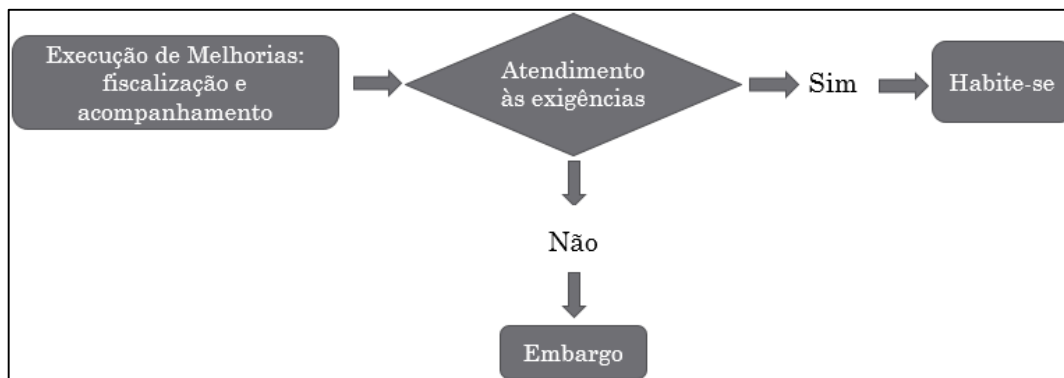 Execução de Melhorias:
fiscalização e
acompanhamento
Atendimento
às exigências
Sim
Habite-se
Não
Embargo